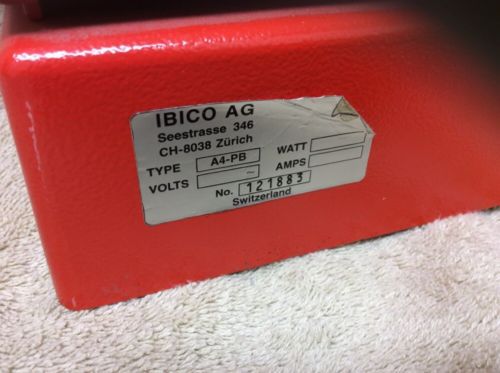 IBICO AG
Seestrasse 346
CH-8038 Zürich
TYPE A4-PB WATT
VOLTS ~ AMPS
No. 121883
Switzerland